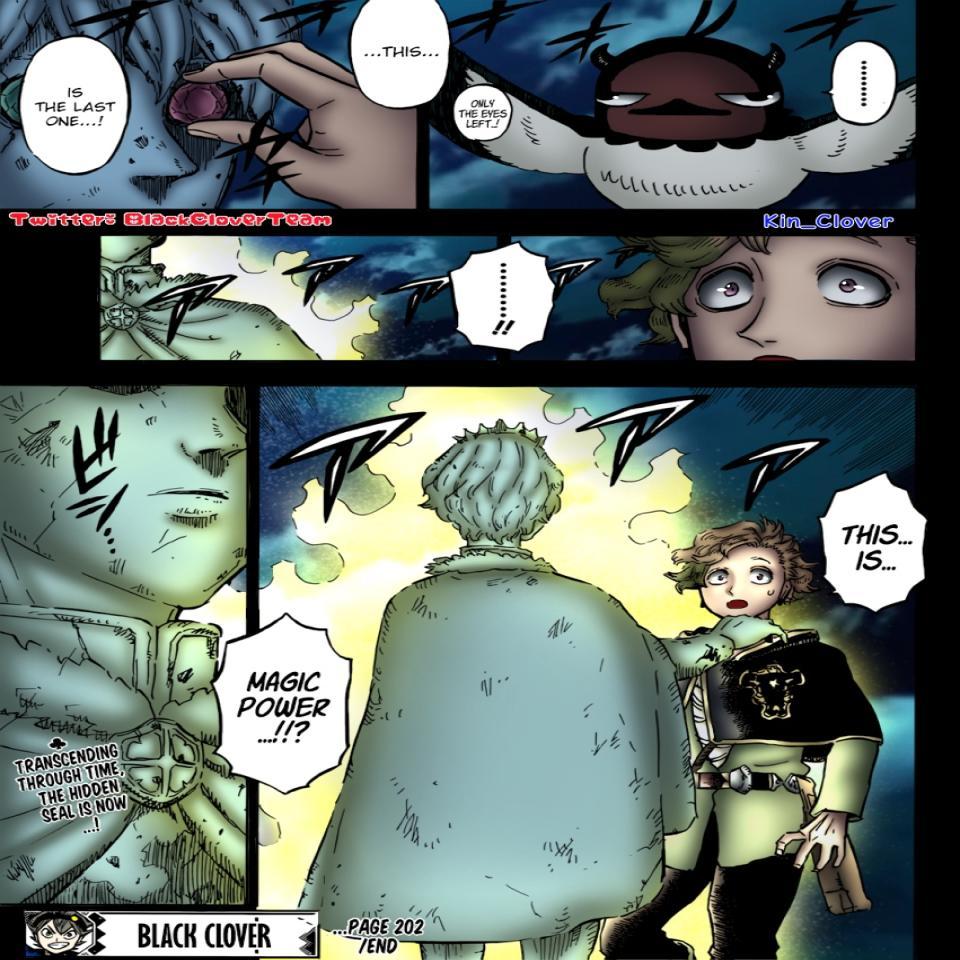 ...THIS...
IS
THE LAST
ONE...!
ONLY
THE EYES
LEFT..!
..........
Twitter: BlackCloverTeam
Kin_Clover
..........!!
THIS...
IS...
MAGIC
POWER
....!!?
♣
TRANSCENDING
THROUGH TIME,
THE HIDDEN
SEAL IS NOW
...!
BLACK CLOVER
...PAGE 202
/END